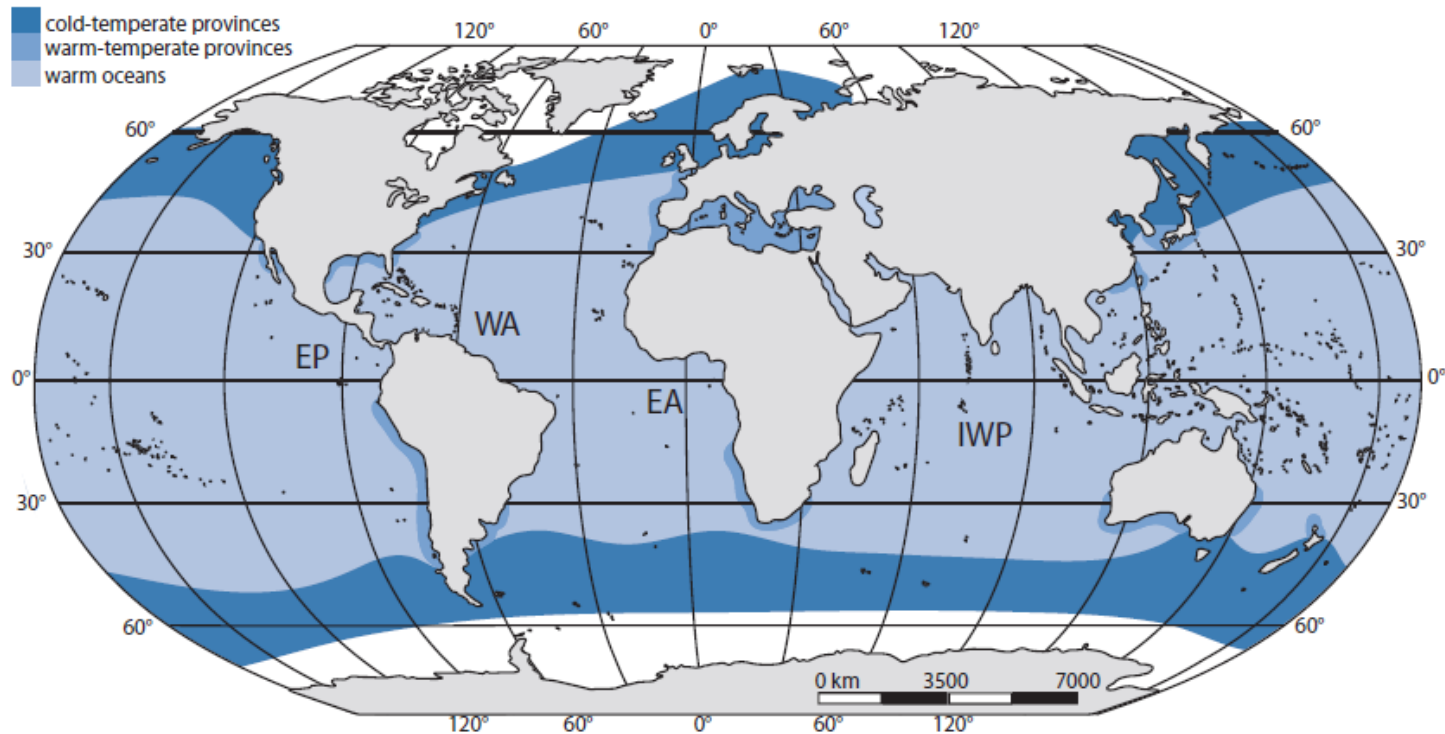 cold-temperate provinces
warm-temperate provinces
warm oceans
120° 60° 0° 60° 120°
60° 60°
30° 30°
WA
EP
0° 0°
EA
IWP
30° 30°
60° 60°
0 km 3500 7000
120° 60° 0° 60° 120°